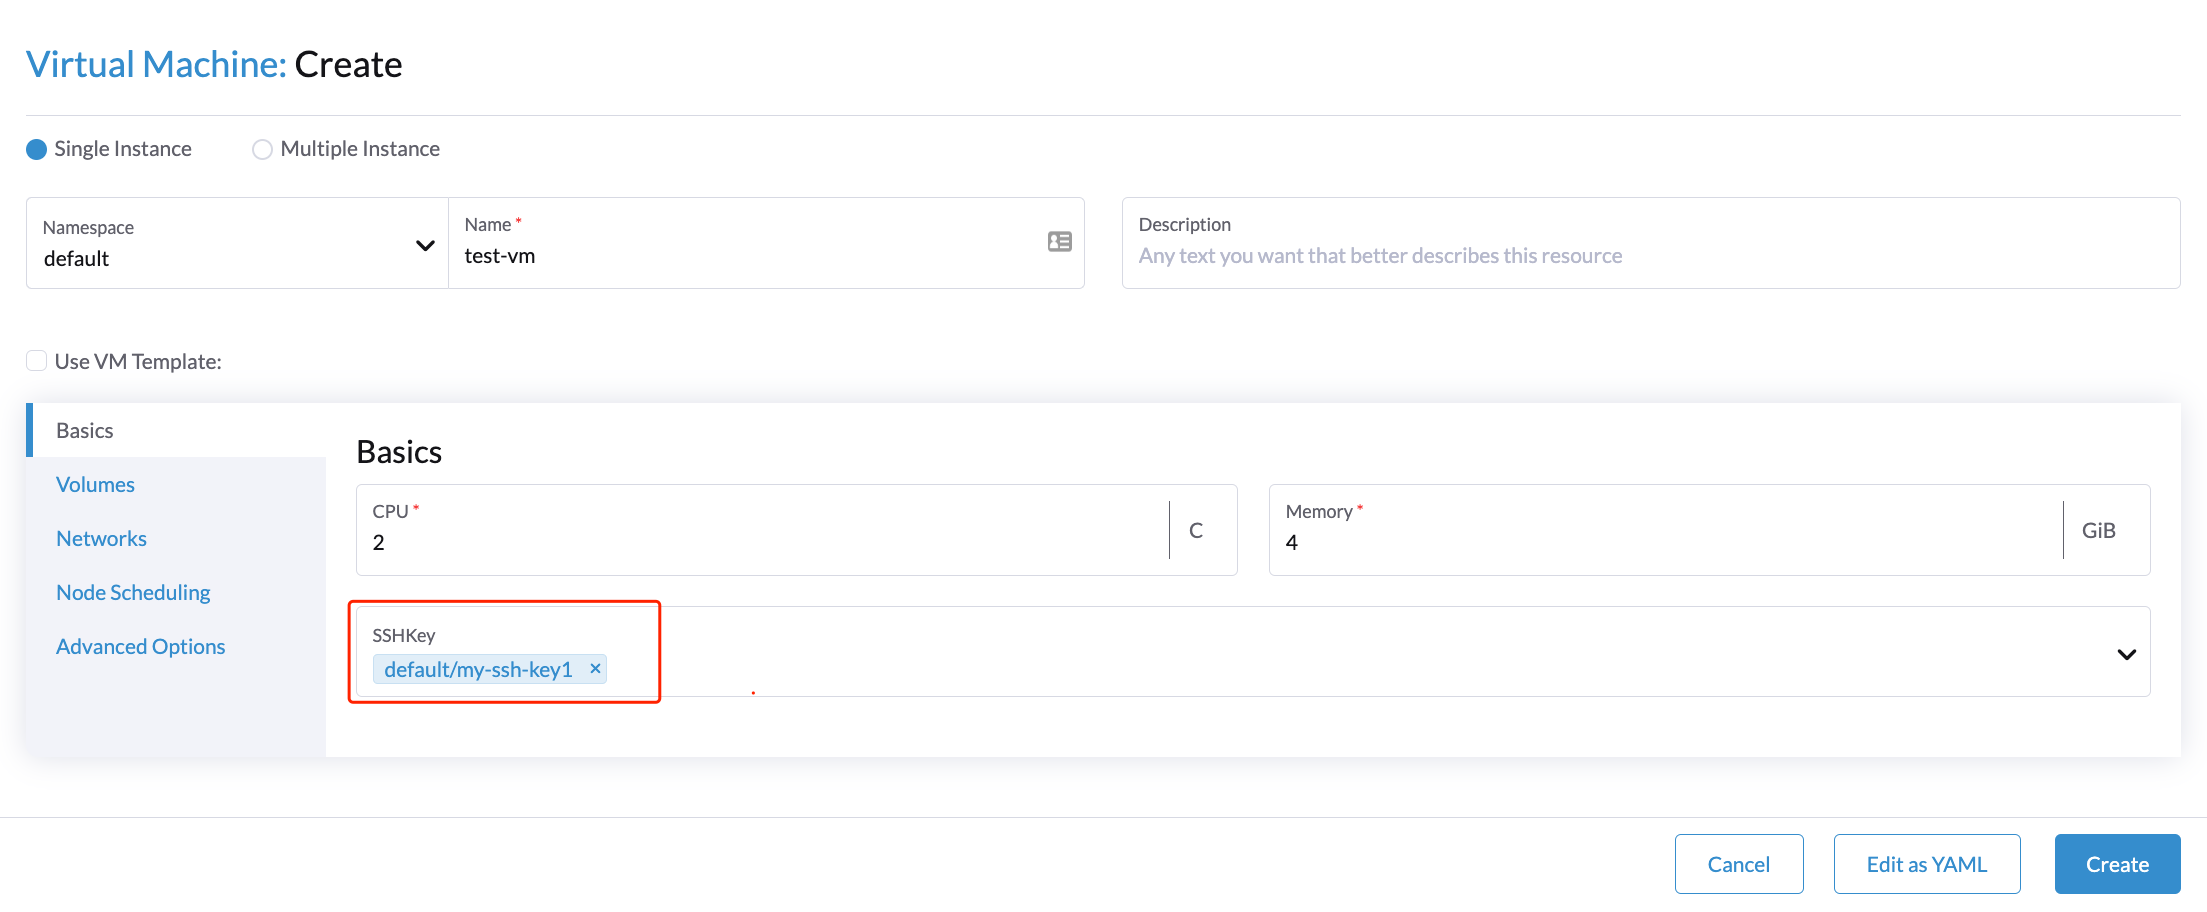 Virtual Machine: Create
Single Instance
Multiple Instance
Namespace
default
Name *
test-vm
Description
Any text you want that better describes this resource
Use VM Template:
Basics
Volumes
Networks
Node Scheduling
Advanced Options
Basics
CPU *
2
C
Memory *
4
GiB
SSHKey
default/my-ssh-key1 ×
Cancel
Edit as YAML
Create